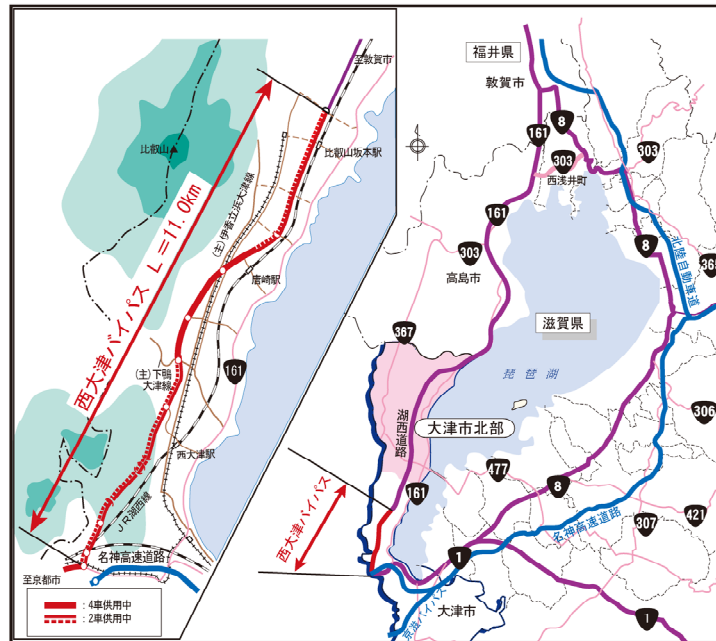 至敦賀市
比叡山
比叡山坂本駅
西大津バイパス L=11.0km
(主)伊香立浜大津線
唐崎駅
(主)下鴨
大津線
161
西大津駅
JR湖西線
名神高速道路
至京都市
:4車供用中
:2車供用中
福井県
敦賀市
8
161
303
303
西浅井町
161
8
303
北陸自動車道
365
高島市
滋賀県
367
琵琶湖
湖西道路
大津市北部
306
477
161
8
西大津バイパス
421
307
名神高速道路
1
京滋バイパス
大津市
1